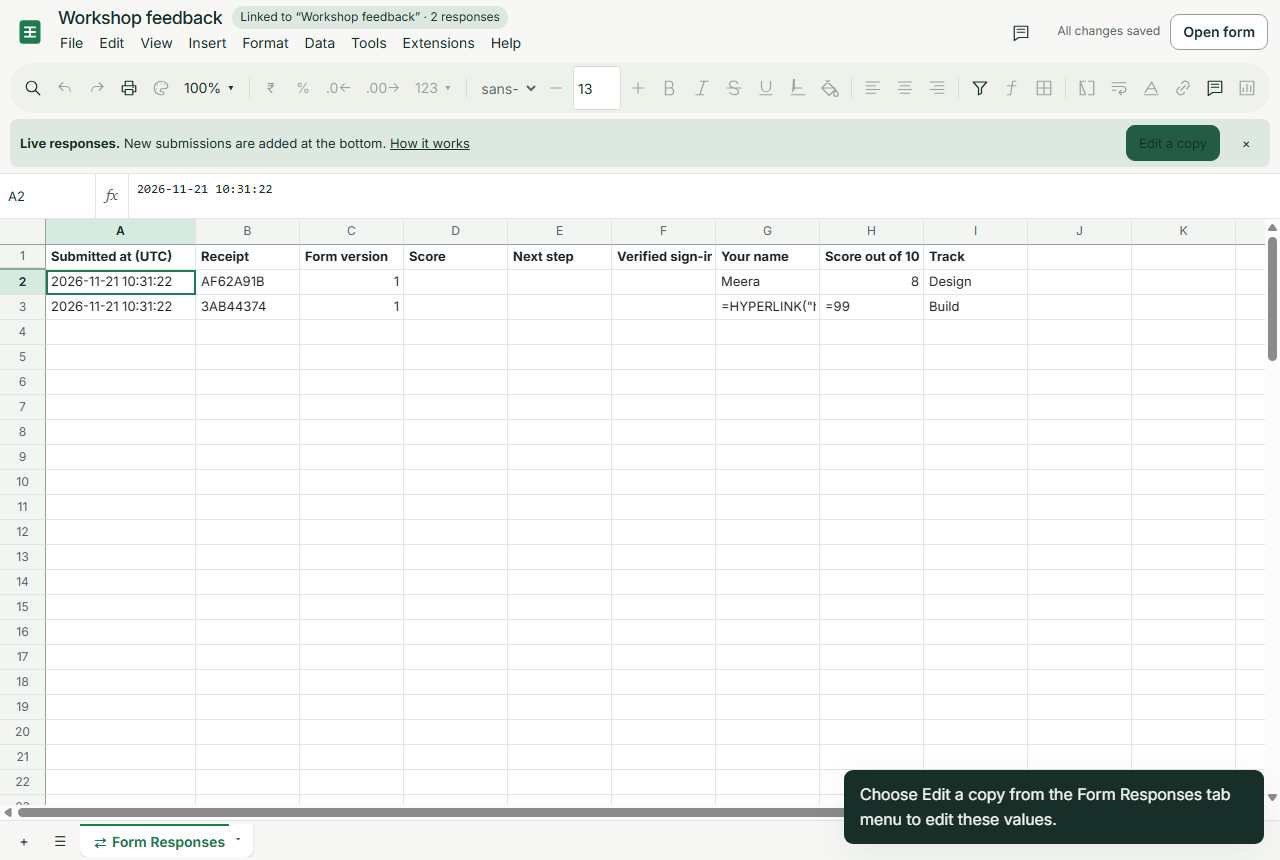 Workshop feedback Linked to “Workshop feedback” · 2 responses
File Edit View Insert Format Data Tools Extensions Help
All changes saved Open form
100% ▾ ₹ % .0← .00→ 123 ▾ sans- 13 B I S U
Live responses. New submissions are added at the bottom. How it works Edit a copy ×
A2 fx 2026-11-21 10:31:22
A B C D E F G H I J K
1 Submitted at (UTC) Receipt Form version Score Next step Verified sign-in Your name Score out of 10 Track
2 2026-11-21 10:31:22 AF62A91B 1 Meera 8 Design
3 2026-11-21 10:31:22 3AB44374 1 =HYPERLINK("h =99 Build
4
5
6
7
8
9
10
11
12
13
14
15
16
17
18
19
20
21
22
Choose Edit a copy from the Form Responses tab
menu to edit these values.
+ ☰ ⇄ Form Responses